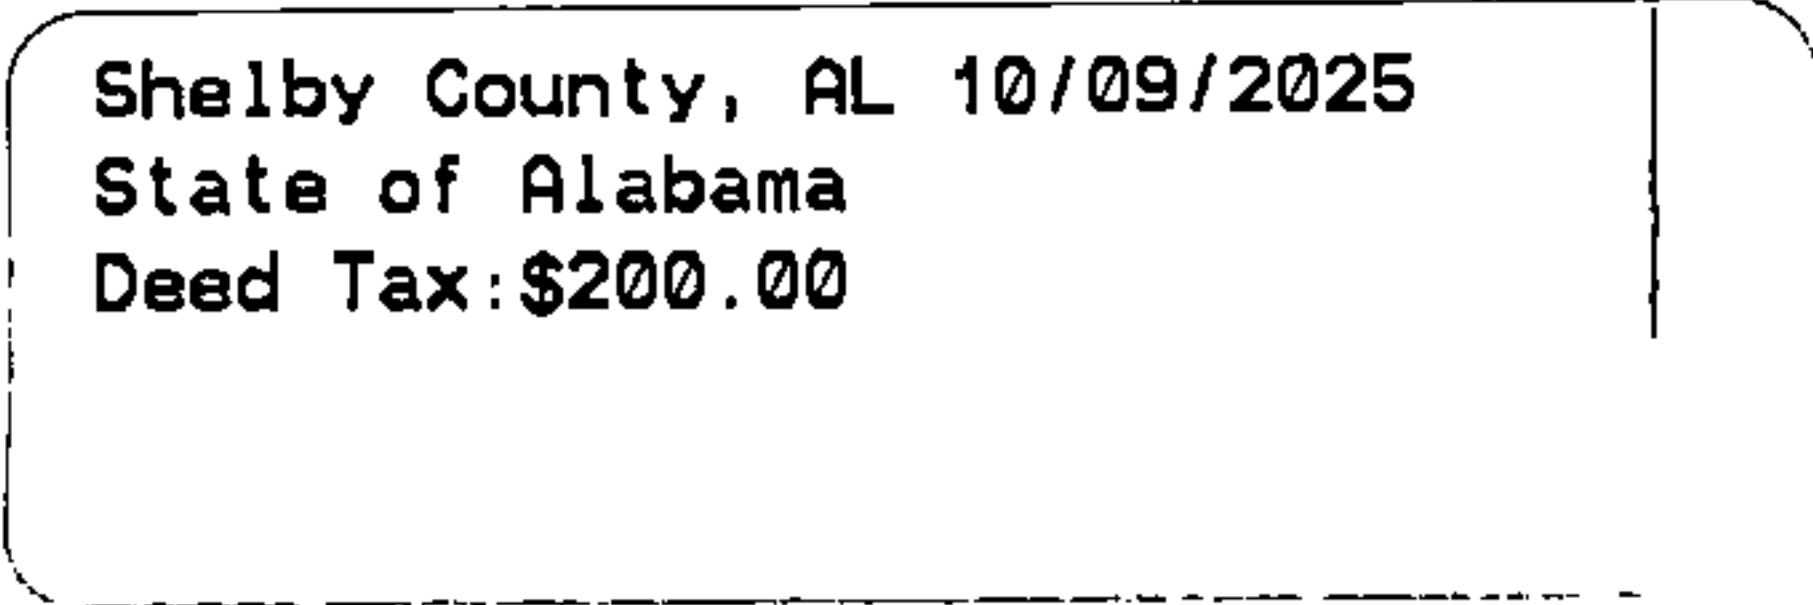 Shelby County, AL 10/09/2025
State of Alabama
Deed Tax:$200.00